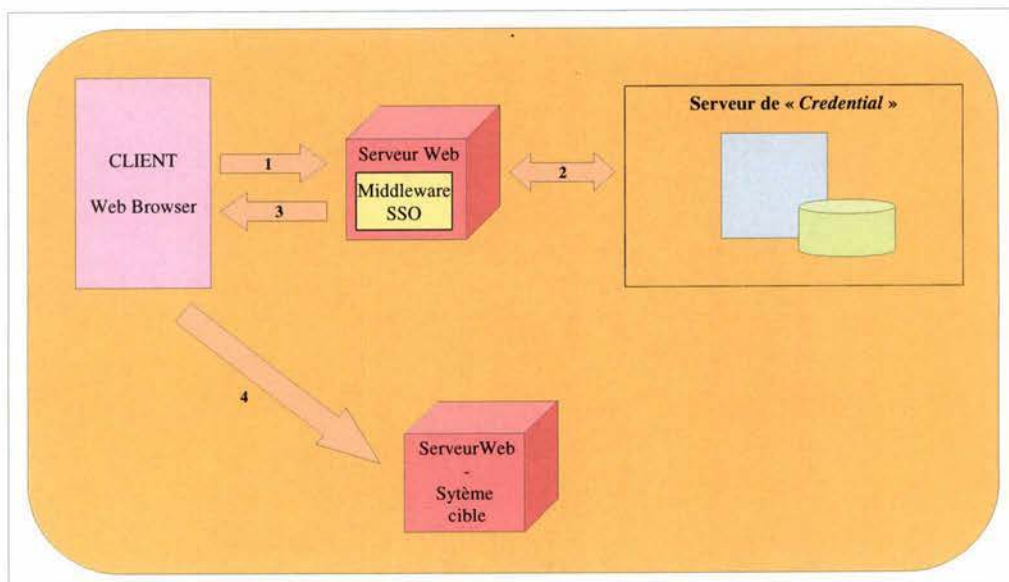 CLIENT
Web Browser
1
3
Serveur Web
Middleware
SSO
2
Serveur de « Credential »
4
ServeurWeb
-
Sytème
cible